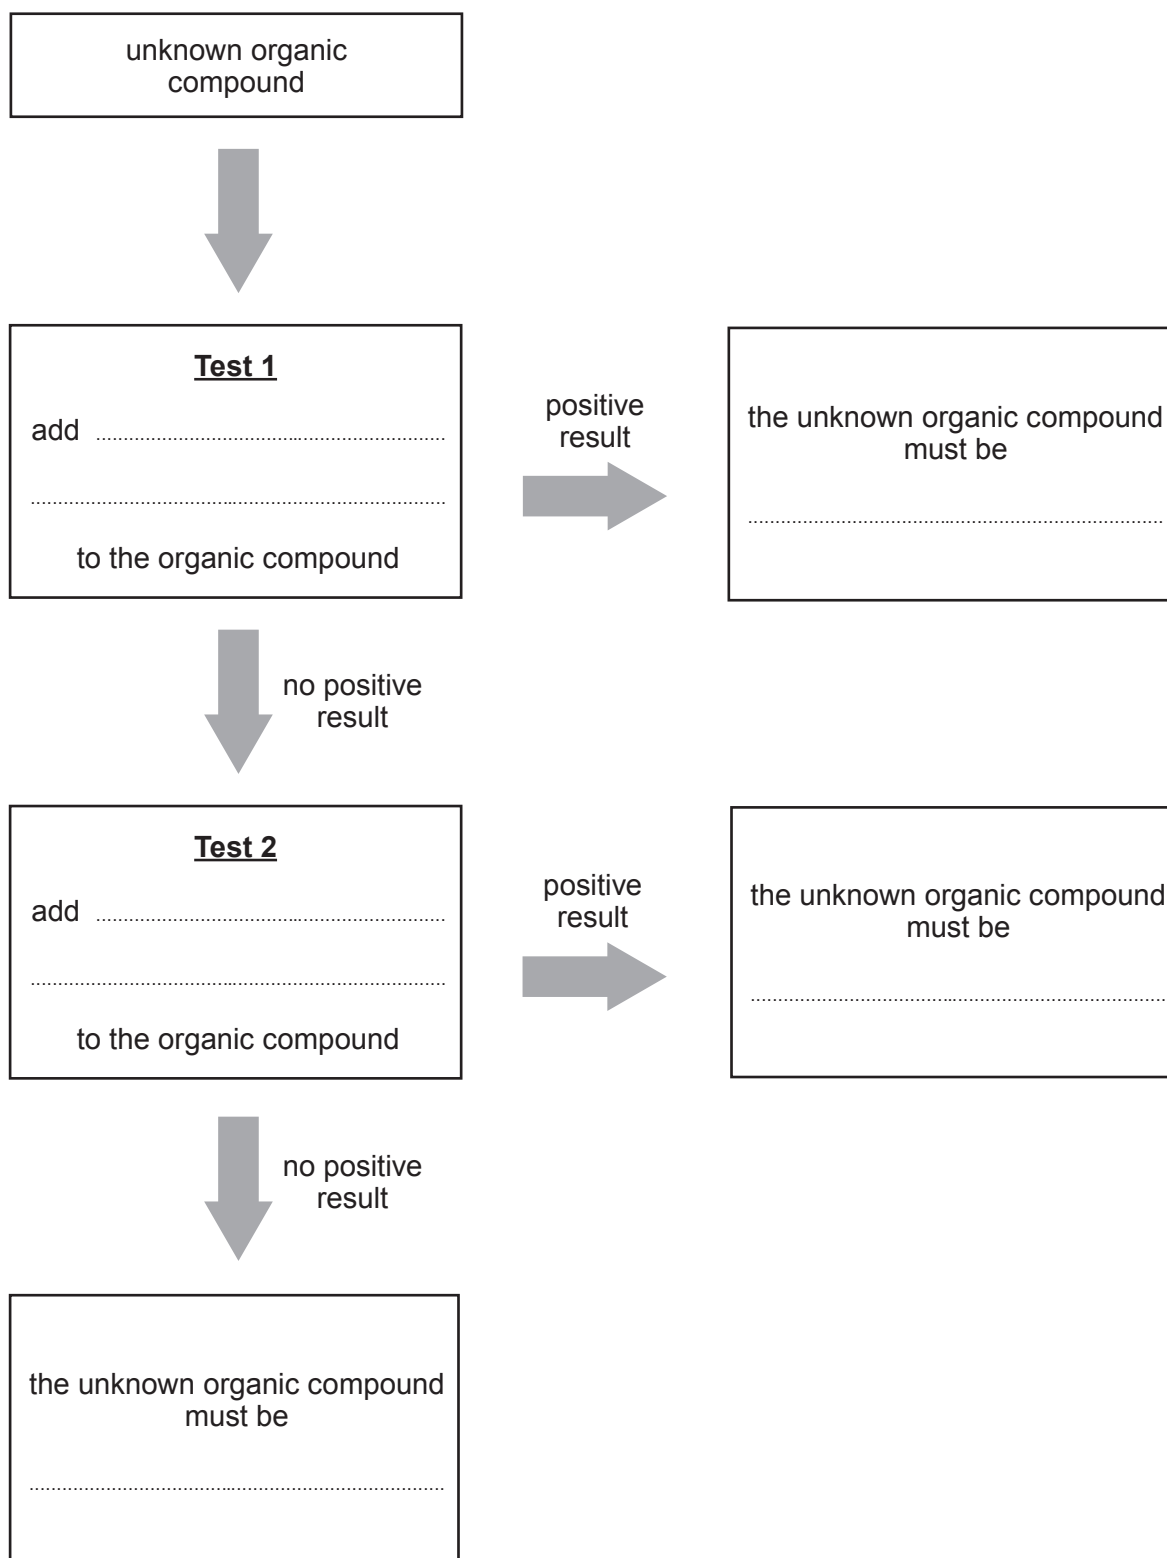 unknown organic
compound
Test 1
add ................................................................
................................................................
to the organic compound
positive
result
the unknown organic compound
must be
................................................................
no positive
result
Test 2
add ................................................................
................................................................
to the organic compound
positive
result
the unknown organic compound
must be
................................................................
no positive
result
the unknown organic compound
must be
................................................................